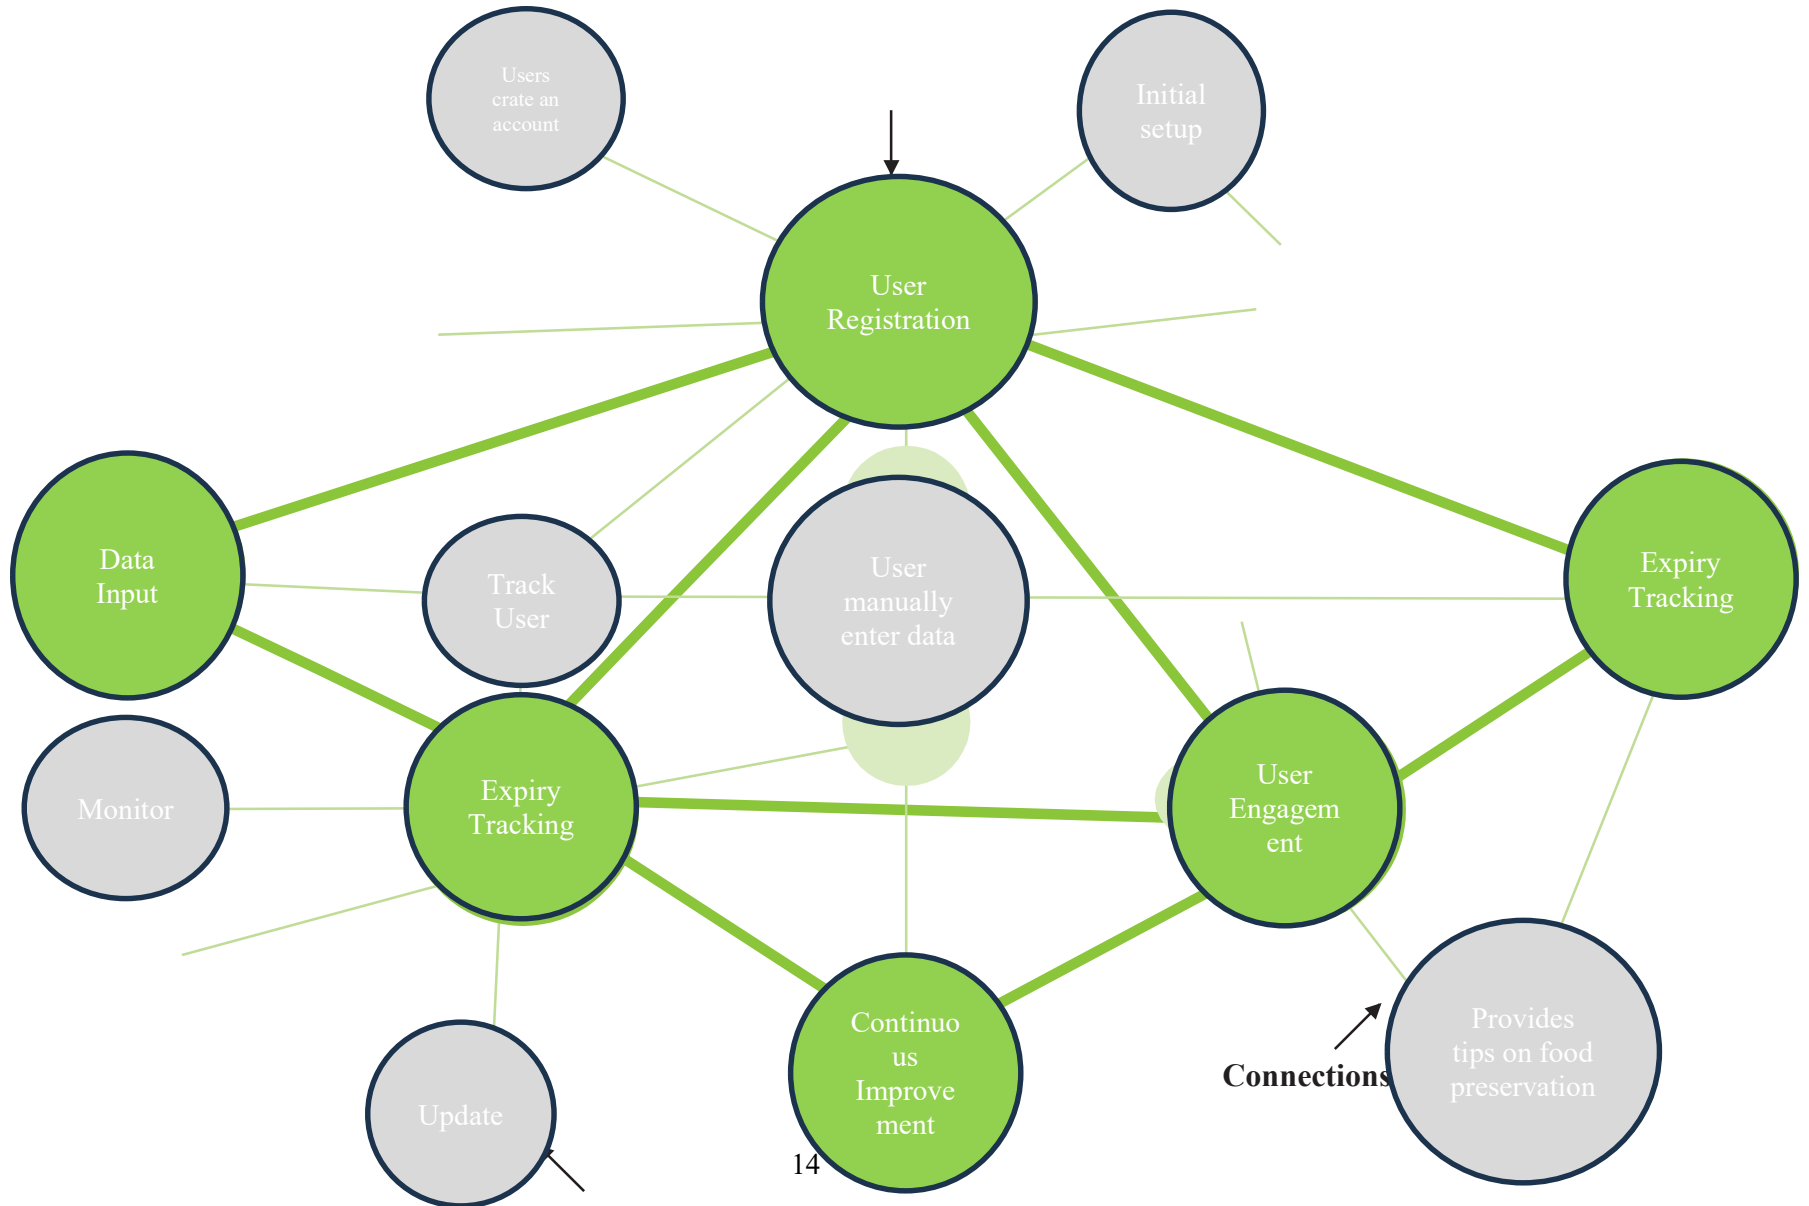 Users
crate an
account
Initial
setup
User
Registration
Data
Input
Track
User
User
manually
enter data
Expiry
Tracking
Monitor
Expiry
Tracking
User
Engagem
ent
Continuo
us
Improve
ment
Provides
tips on food
preservation
Connections
Update
14